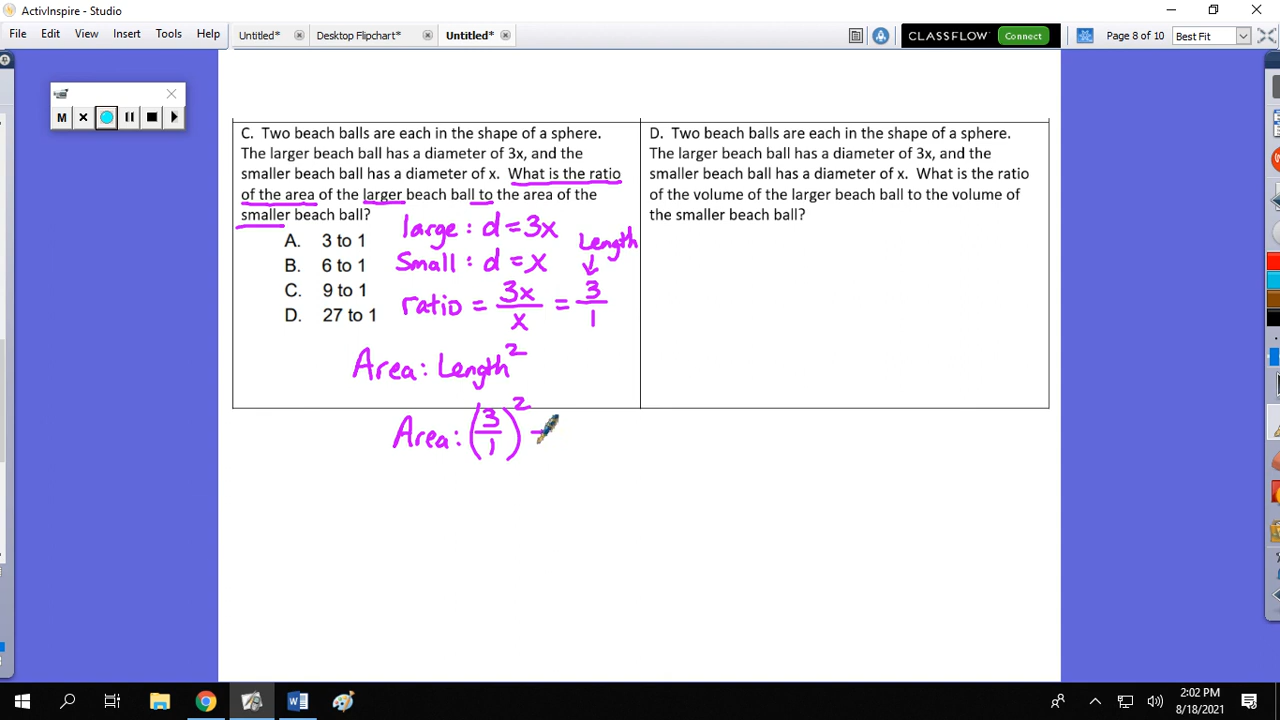 ActivInspire - Studio
File Edit View Insert Tools Help
Untitled* Desktop Flipchart* Untitled*
CLASSFLOW Connect
Page 8 of 10 Best Fit
M
C. Two beach balls are each in the shape of a sphere.
The larger beach ball has a diameter of 3x, and the
smaller beach ball has a diameter of x. What is the ratio
of the area of the larger beach ball to the area of the
smaller beach ball?
A. 3 to 1
B. 6 to 1
C. 9 to 1
D. 27 to 1
large: d = 3x
Small: d = x
Length
↓
ratio = 3x/x = 3/1
Area: Length²
Area: (3/1)²
D. Two beach balls are each in the shape of a sphere.
The larger beach ball has a diameter of 3x, and the
smaller beach ball has a diameter of x. What is the ratio
of the volume of the larger beach ball to the volume of
the smaller beach ball?
2:02 PM
8/18/2021